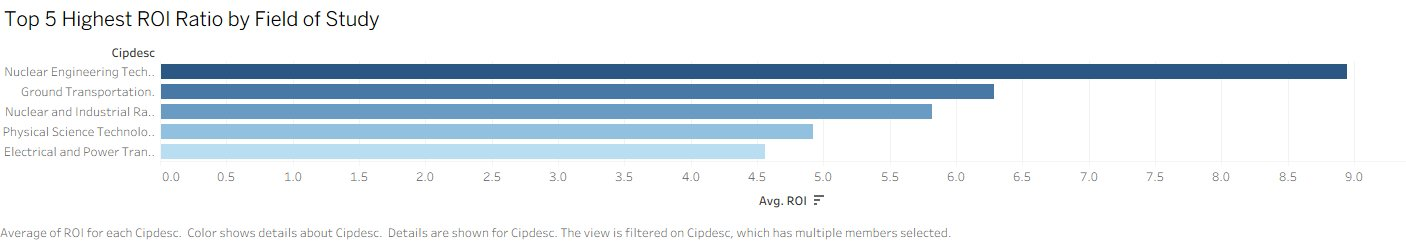 Top 5 Highest ROI Ratio by Field of Study
Cipdesc
Nuclear Engineering Tech..
Ground Transportation.
Nuclear and Industrial Ra..
Physical Science Technolo..
Electrical and Power Tran..
0.0 0.5 1.0 1.5 2.0 2.5 3.0 3.5 4.0 4.5 5.0 5.5 6.0 6.5 7.0 7.5 8.0 8.5 9.0
Avg. ROI
Average of ROI for each Cipdesc. Color shows details about Cipdesc. Details are shown for Cipdesc. The view is filtered on Cipdesc, which has multiple members selected.